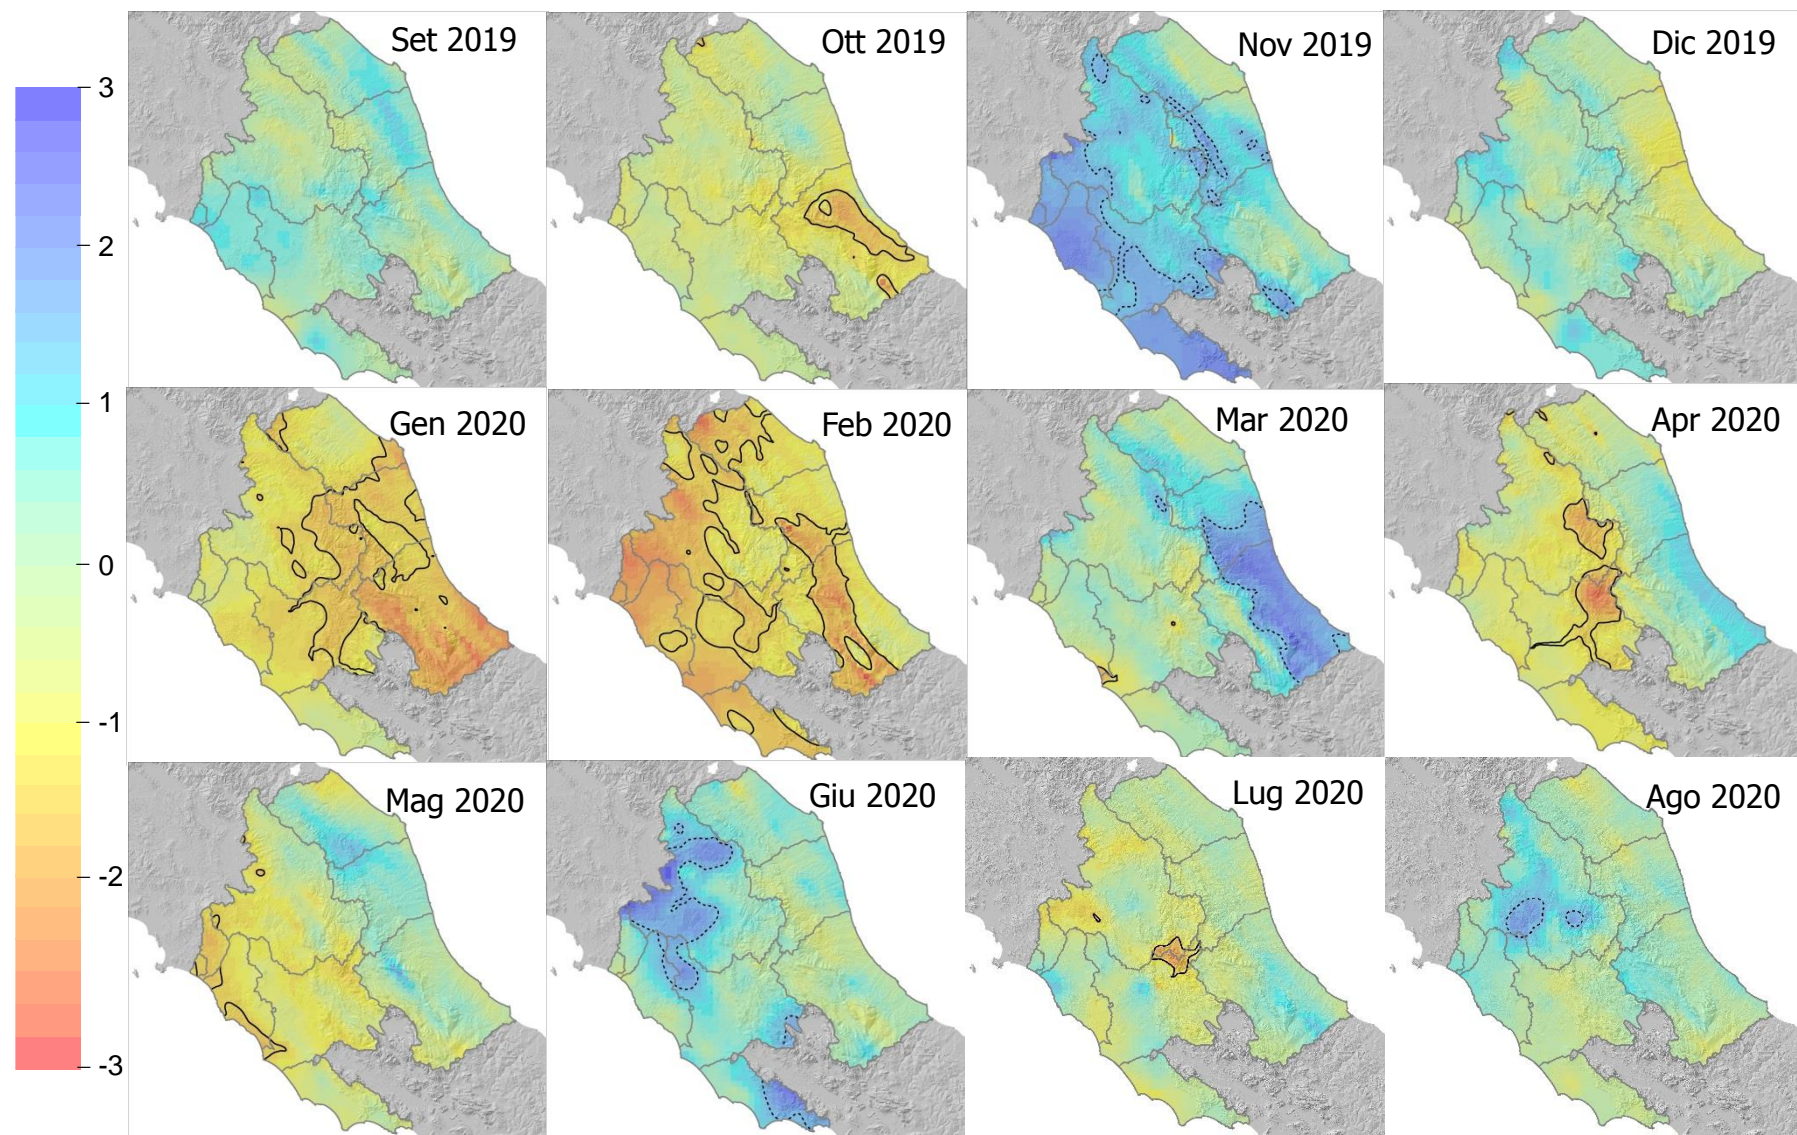 Set 2019
Ott 2019
Nov 2019
Dic 2019
3
2
1
0
-1
-2
-3
Gen 2020
Feb 2020
Mar 2020
Apr 2020
Mag 2020
Giu 2020
Lug 2020
Ago 2020